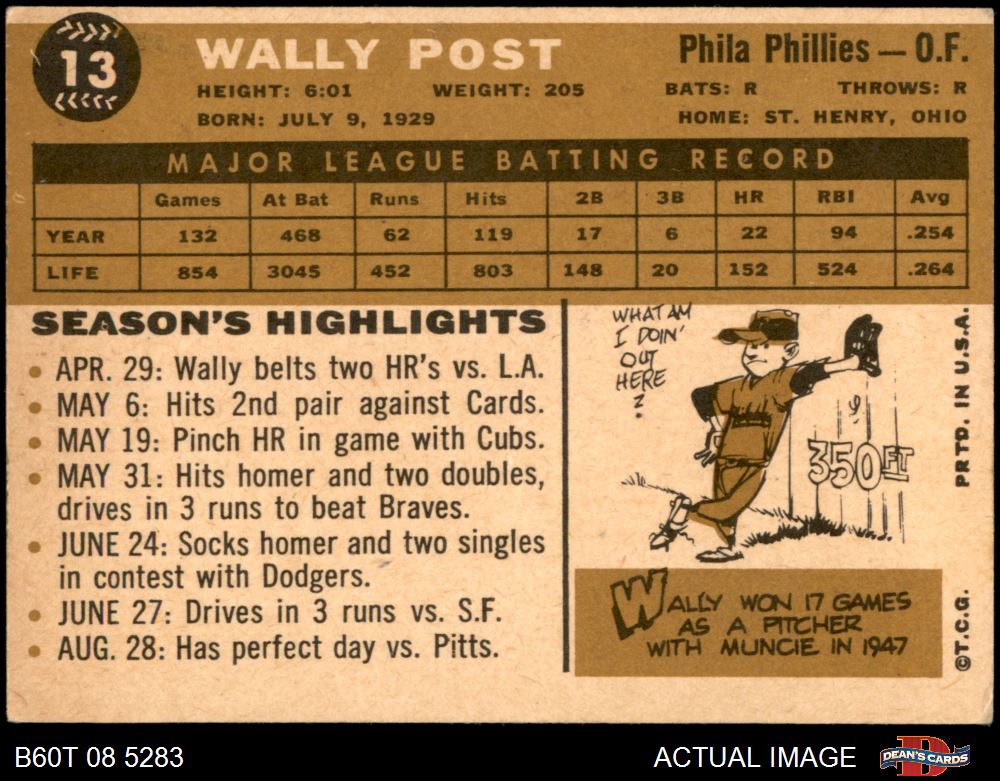 13
WALLY POST
Phila Phillies — O.F.
HEIGHT: 6:01 WEIGHT: 205 BATS: R THROWS: R
BORN: JULY 9, 1929 HOME: ST. HENRY, OHIO
MAJOR LEAGUE BATTING RECORD
Games At Bat Runs Hits 2B 3B HR RBI Avg
YEAR 132 468 62 119 17 6 22 94 .254
LIFE 854 3045 452 803 148 20 152 524 .264
SEASON'S HIGHLIGHTS
• APR. 29: Wally belts two HR's vs. L.A.
• MAY 6: Hits 2nd pair against Cards.
• MAY 19: Pinch HR in game with Cubs.
• MAY 31: Hits homer and two doubles,
drives in 3 runs to beat Braves.
• JUNE 24: Socks homer and two singles
in contest with Dodgers.
• JUNE 27: Drives in 3 runs vs. S.F.
• AUG. 28: Has perfect day vs. Pitts.
WHAT AM
I DOIN'
OUT
HERE
?
350 FT
WALLY WON 17 GAMES
AS A PITCHER
WITH MUNCIE IN 1947
PRTD. IN U.S.A.
©T.C.G.
B60T 08 5283
ACTUAL IMAGE
DEAN'S CARDS